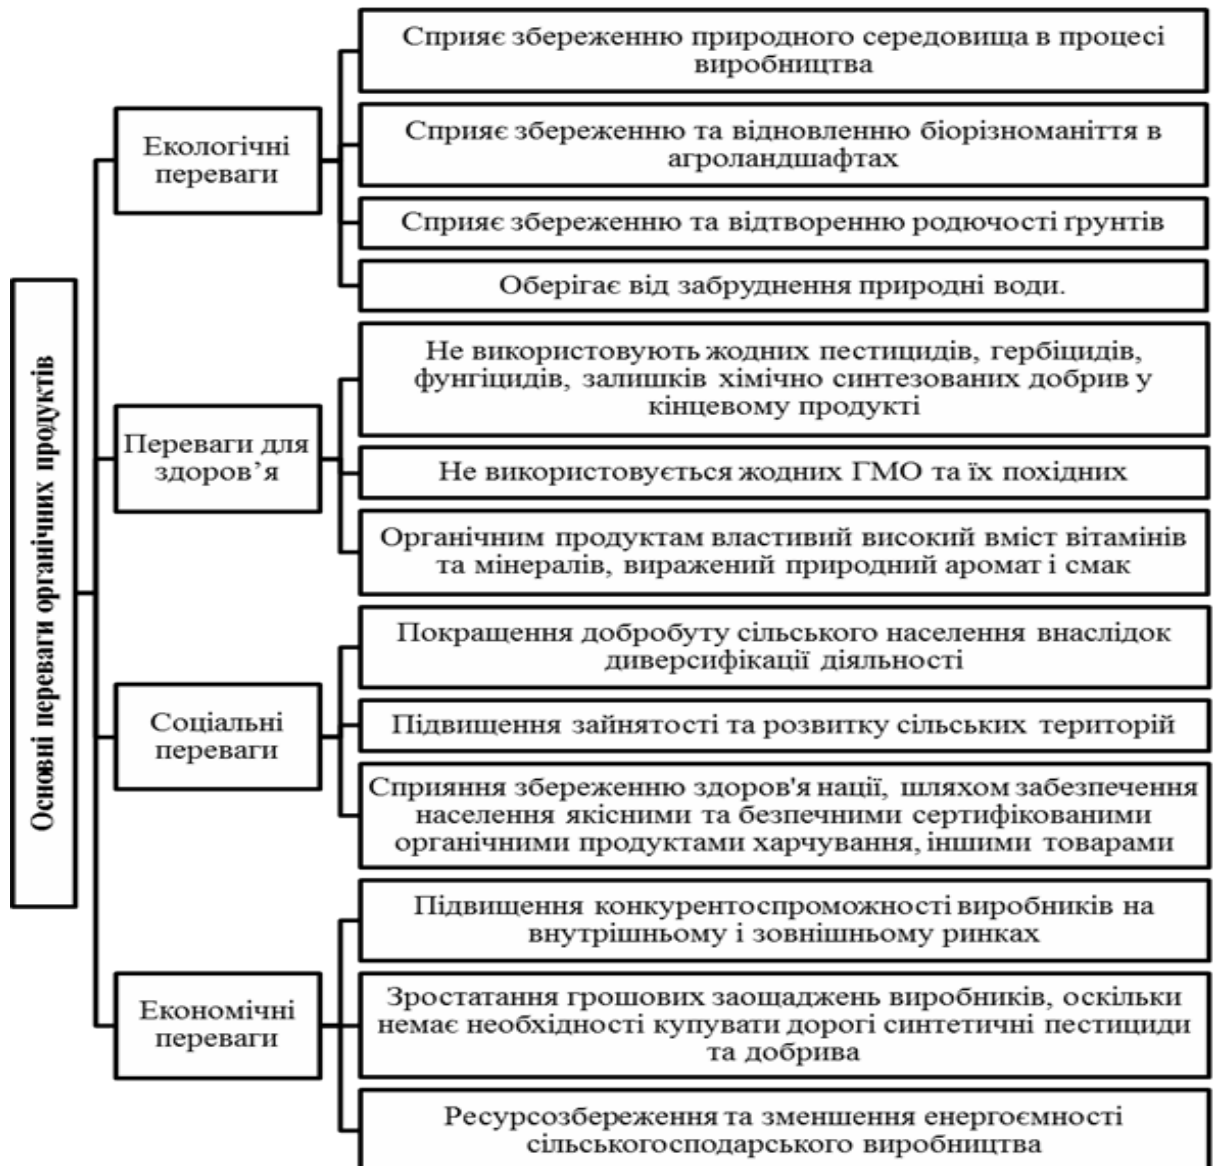 Основні переваги органічних продуктів
Екологічні
переваги
Сприяє збереженню природного середовища в процесі
виробництва
Сприяє збереженню та відновленню біорізноманіття в
агроландшафтах
Сприяє збереженню та відтворенню родючості ґрунтів
Оберігає від забруднення природні води.
Переваги для
здоров’я
Не використовують жодних пестицидів, гербіцидів,
фунгіцидів, залишків хімічно синтезованих добрив у
кінцевому продукті
Не використовується жодних ГМО та їх похідних
Органічним продуктам властивий високий вміст вітамінів
та мінералів, виражений природний аромат і смак
Соціальні
переваги
Покращення добробуту сільського населення внаслідок
диверсифікації діяльності
Підвищення зайнятості та розвитку сільських територій
Сприяння збереженню здоров'я нації, шляхом забезпечення
населення якісними та безпечними сертифікованими
органічними продуктами харчування, іншими товарами
Економічні
переваги
Підвищення конкурентоспроможності виробників на
внутрішньому і зовнішньому ринках
Зростатання грошових заощаджень виробників, оскільки
немає необхідності купувати дорогі синтетичні пестициди
та добрива
Ресурсозбереження та зменшення енергоємності
сільськогосподарського виробництва